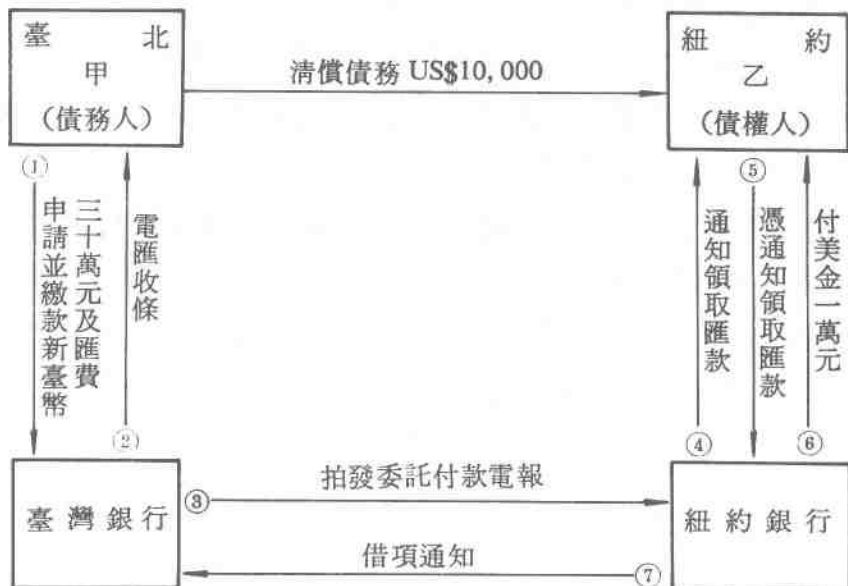 臺北
甲
（債務人）
清償債務 US$10,000
紐約
乙
（債權人）
①
申請並繳款新臺幣
三十萬元及匯費
電匯收條
②
通知領取匯款
④
⑤
憑通知領取匯款
付美金一萬元
⑥
臺灣銀行
③
拍發委託付款電報
借項通知
⑦
紐約銀行